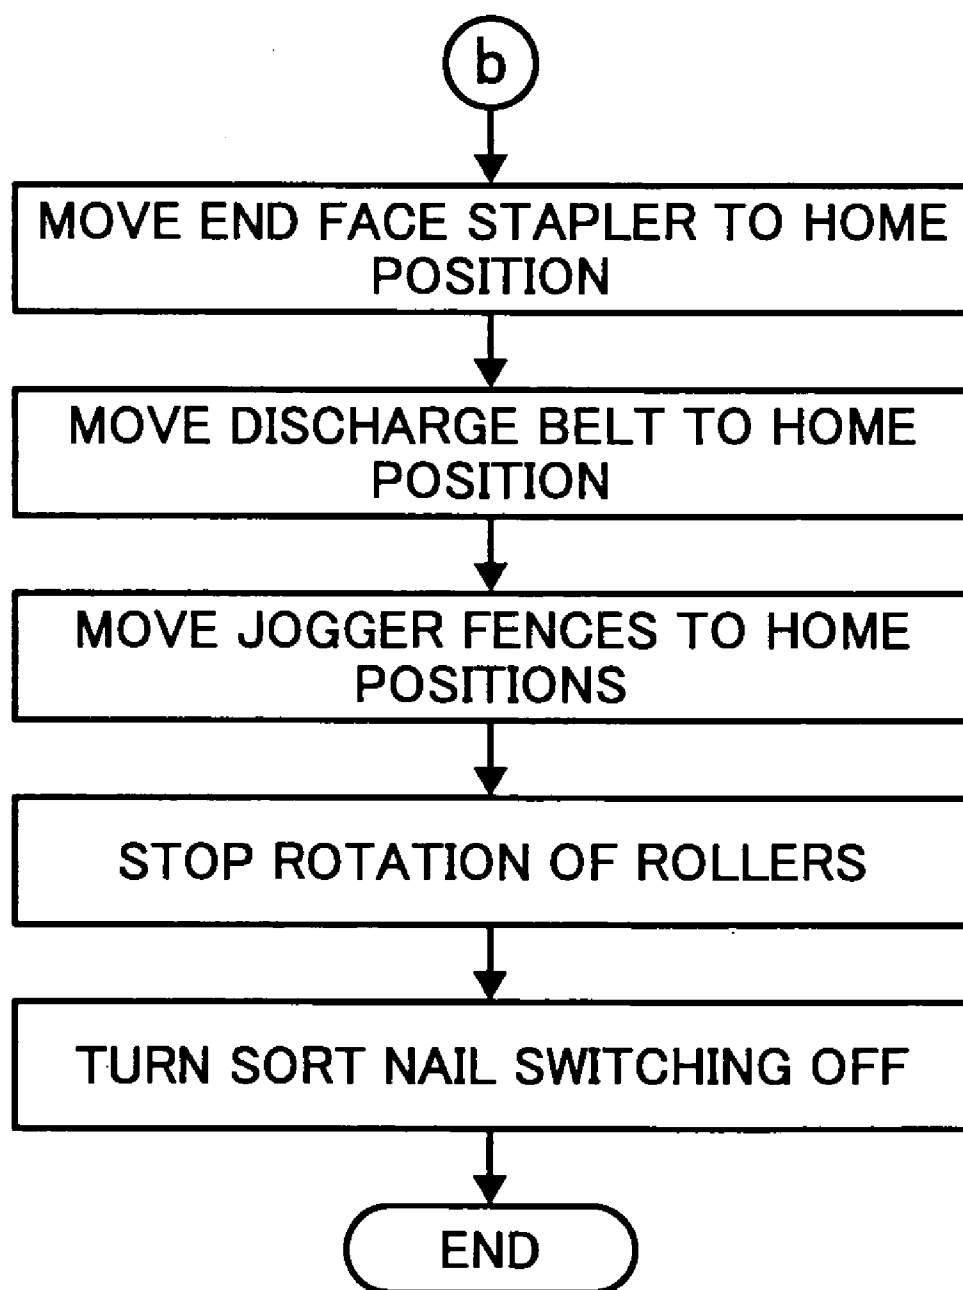 b
MOVE END FACE STAPLER TO HOME
POSITION
MOVE DISCHARGE BELT TO HOME
POSITION
MOVE JOGGER FENCES TO HOME
POSITIONS
STOP ROTATION OF ROLLERS
TURN SORT NAIL SWITCHING OFF
END